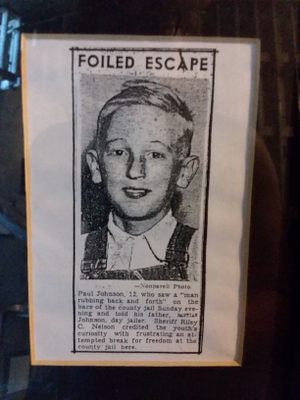 FOILED ESCAPE
—Nonpareil Photo.
Paul Johnson, 12, who saw a "man
rubbing back and forth" on the
bars of the county jail Sunday eve-
ning and told his father, MATTIAS
Johnson, day jailer. Sheriff Riley
C. Nelson credited the youth's
curiosity with frustrating an at-
tempted break for freedom at the
county jail here.